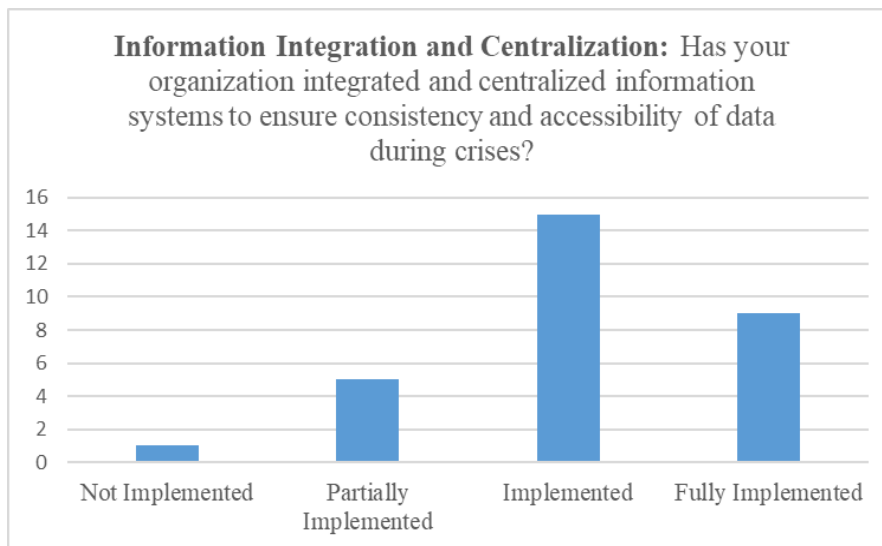 Information Integration and Centralization: Has your
organization integrated and centralized information
systems to ensure consistency and accessibility of data
during crises?
16
14
12
10
8
6
4
2
0
Not Implemented
Partially
Implemented
Implemented
Fully Implemented